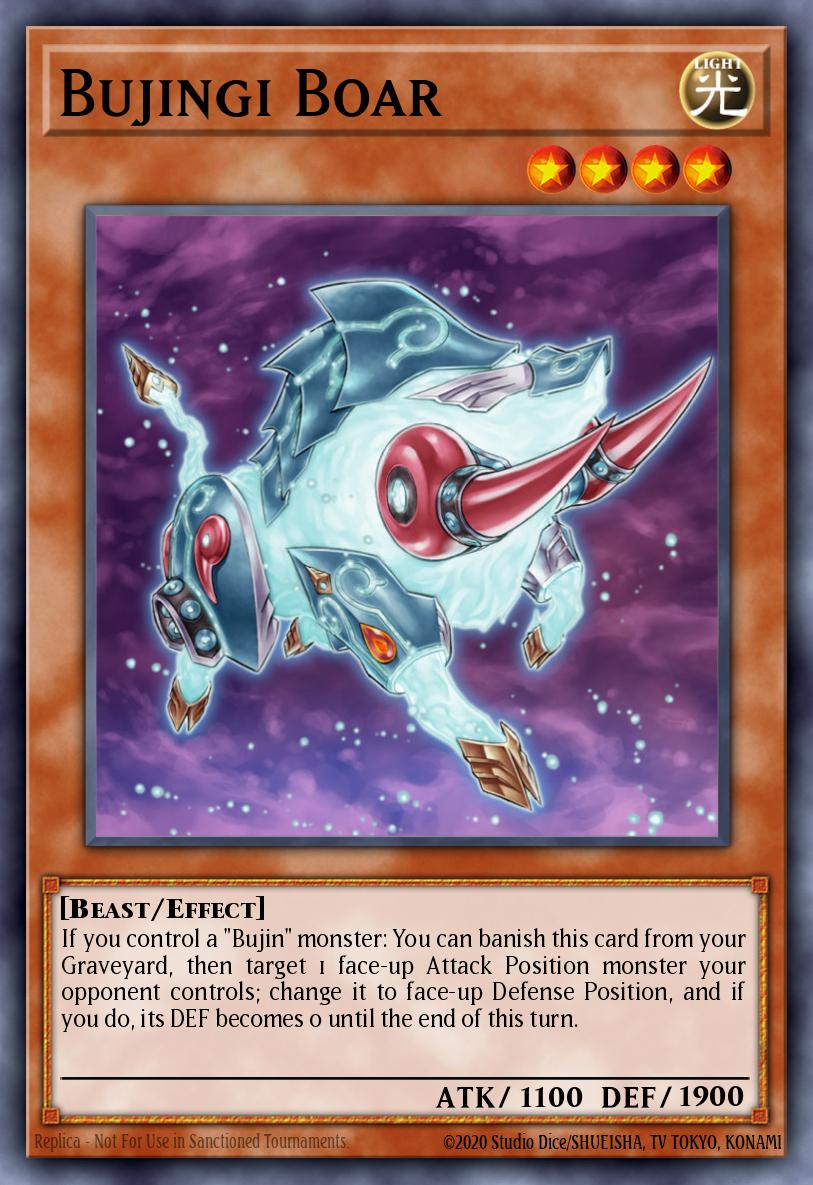 Bujingi Boar
LIGHT
光
[Beast/Effect]
If you control a "Bujin" monster: You can banish this card from your
Graveyard, then target 1 face-up Attack Position monster your
opponent controls; change it to face-up Defense Position, and if
you do, its DEF becomes 0 until the end of this turn.
ATK/ 1100 DEF/ 1900
Replica - Not For Use in Sanctioned Tournaments.
©2020 Studio Dice/SHUEISHA, TV TOKYO, KONAMI